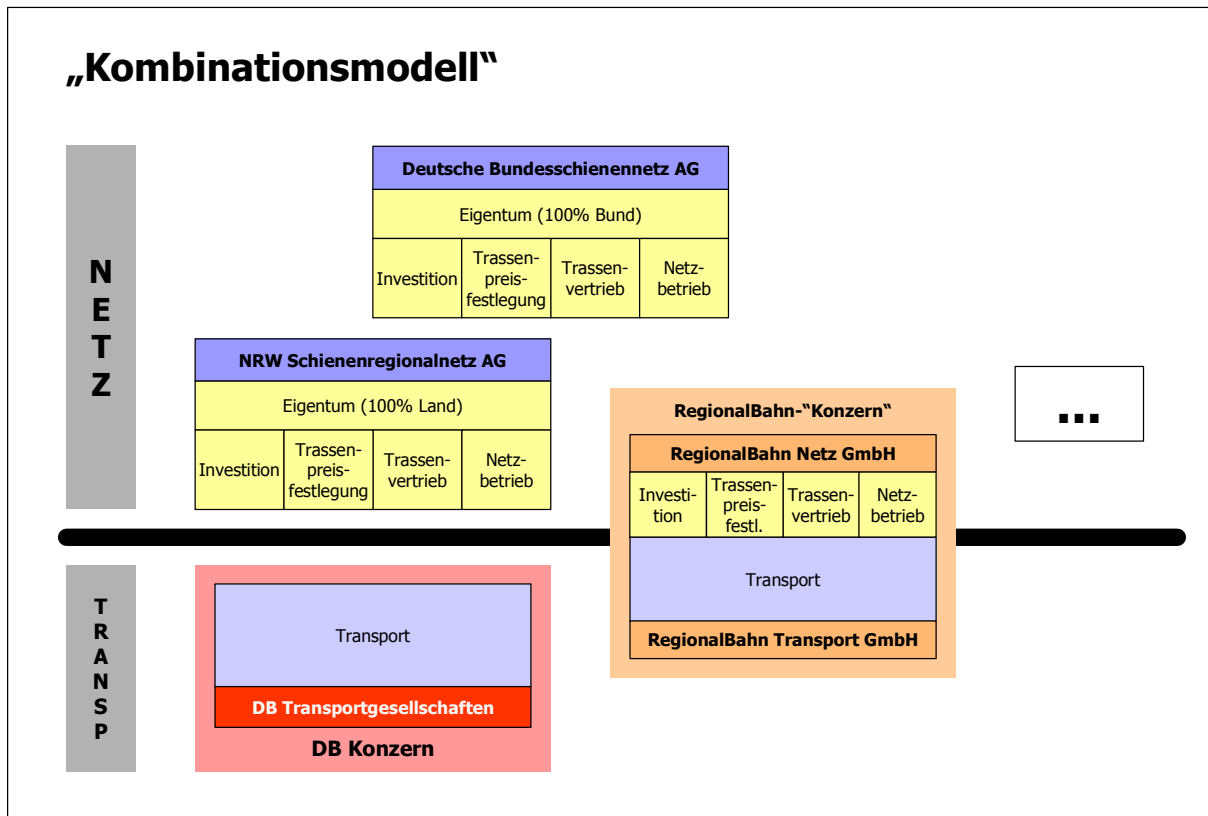 „Kombinationsmodell“
N
E
T
Z
Deutsche Bundesschienennetz AG
Eigentum (100% Bund)
Investition
Trassen-
preis-
festlegung
Trassen-
vertrieb
Netz-
betrieb
NRW Schienenregionalnetz AG
Eigentum (100% Land)
Investition
Trassen-
preis-
festlegung
Trassen-
vertrieb
Netz-
betrieb
RegionalBahn-“Konzern“
RegionalBahn Netz GmbH
Investi-
tion
Trassen-
preis-
festl.
Trassen-
vertrieb
Netz-
betrieb
Transport
RegionalBahn Transport GmbH
...
T
R
A
N
S
P
Transport
DB Transportgesellschaften
DB Konzern